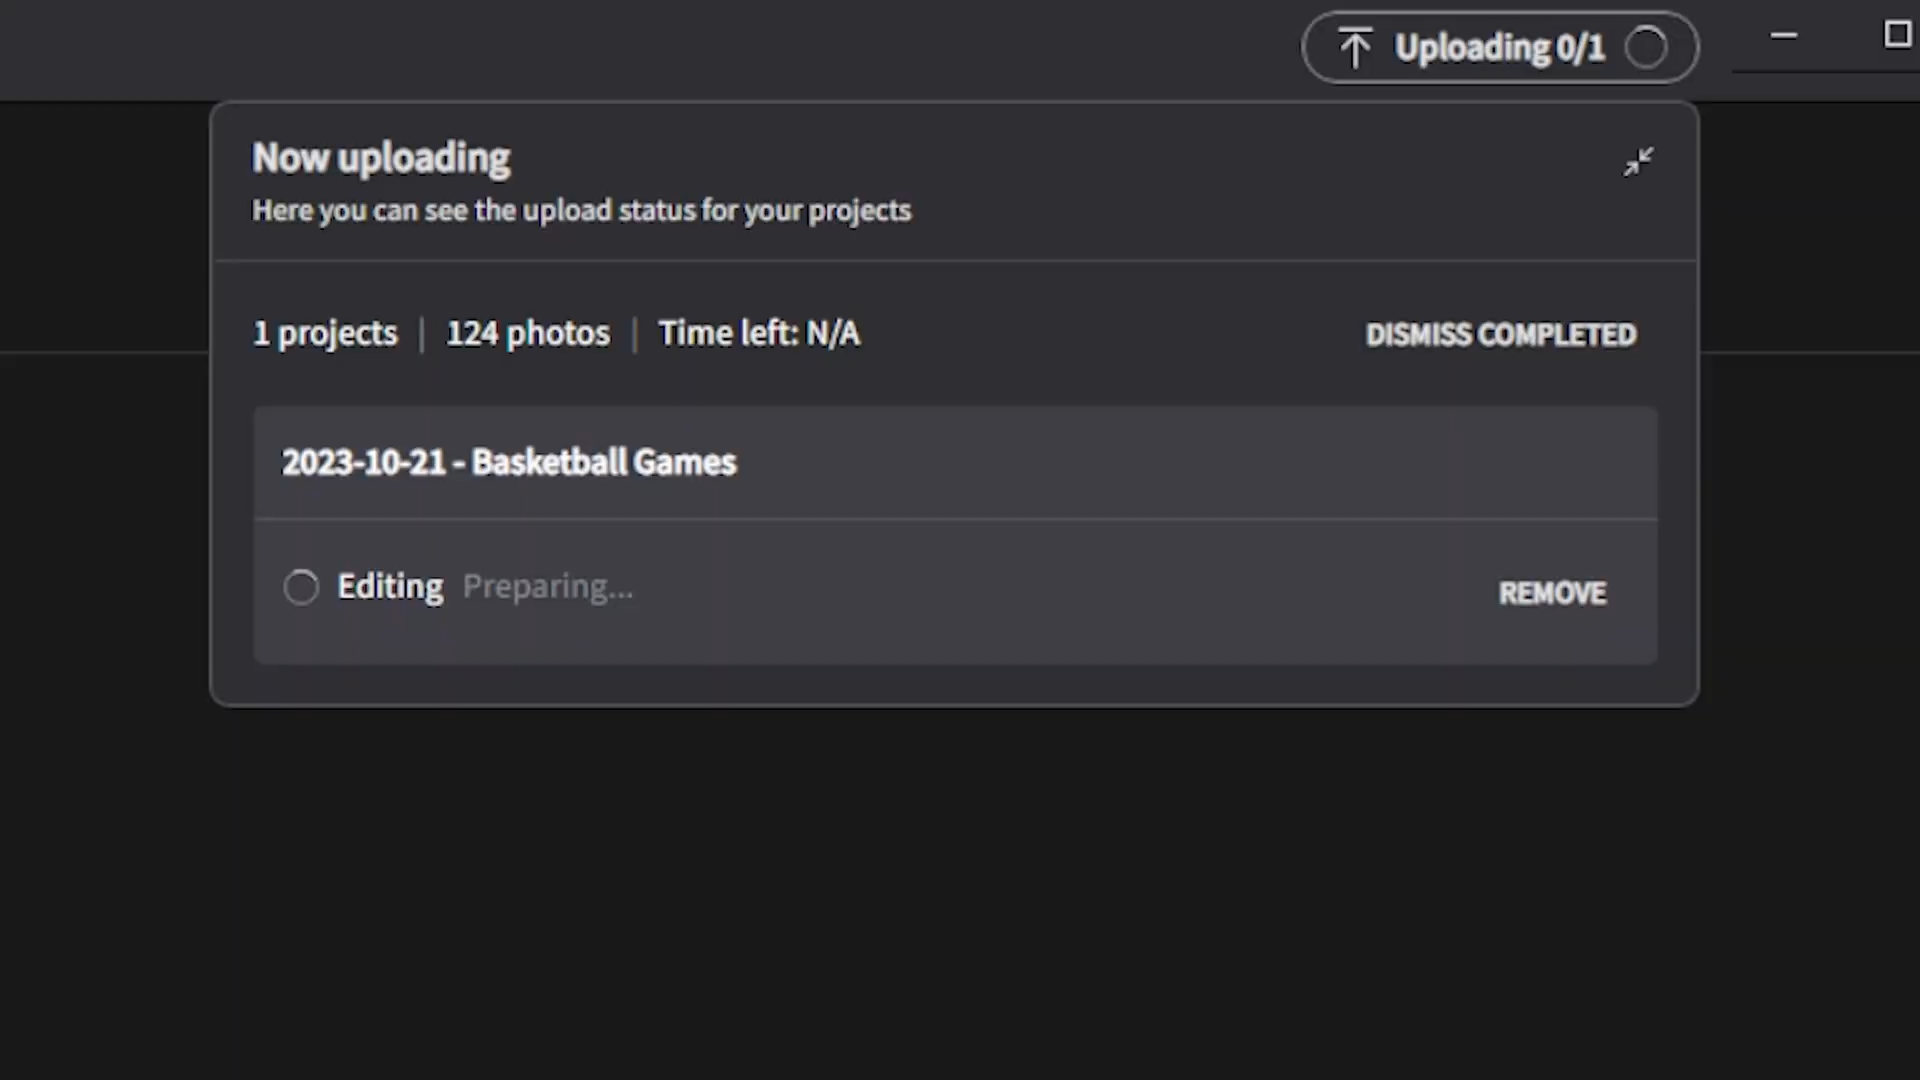 Uploading 0/1
Now uploading
Here you can see the upload status for your projects
1 projects | 124 photos | Time left: N/A
DISMISS COMPLETED
2023-10-21 - Basketball Games
Editing Preparing...
REMOVE